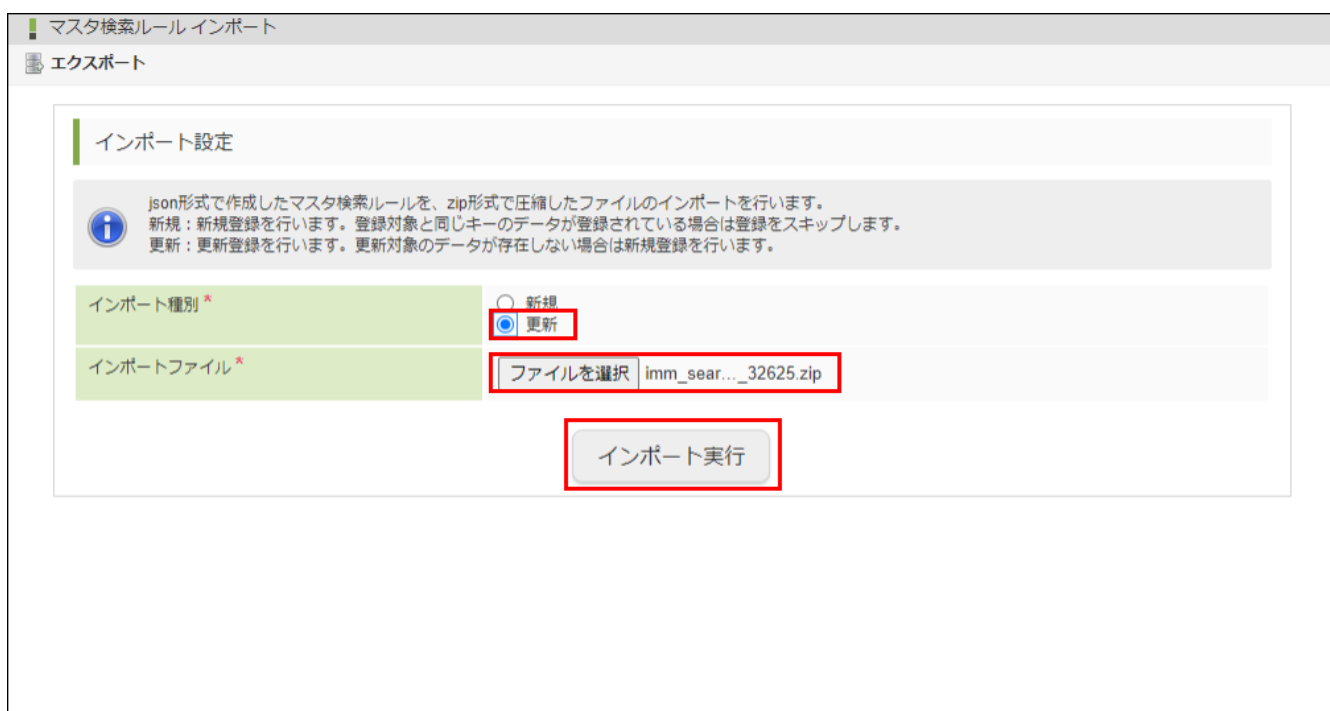 マスタ検索ルール インポート
エクスポート
インポート設定
json形式で作成したマスタ検索ルールを、zip形式で圧縮したファイルのインポートを行います。
新規：新規登録を行います。登録対象と同じキーのデータが登録されている場合は登録をスキップします。
更新：更新登録を行います。更新対象のデータが存在しない場合は新規登録を行います。
インポート種別 *
新規
更新
インポートファイル *
ファイルを選択 imm_sear..._32625.zip
インポート実行